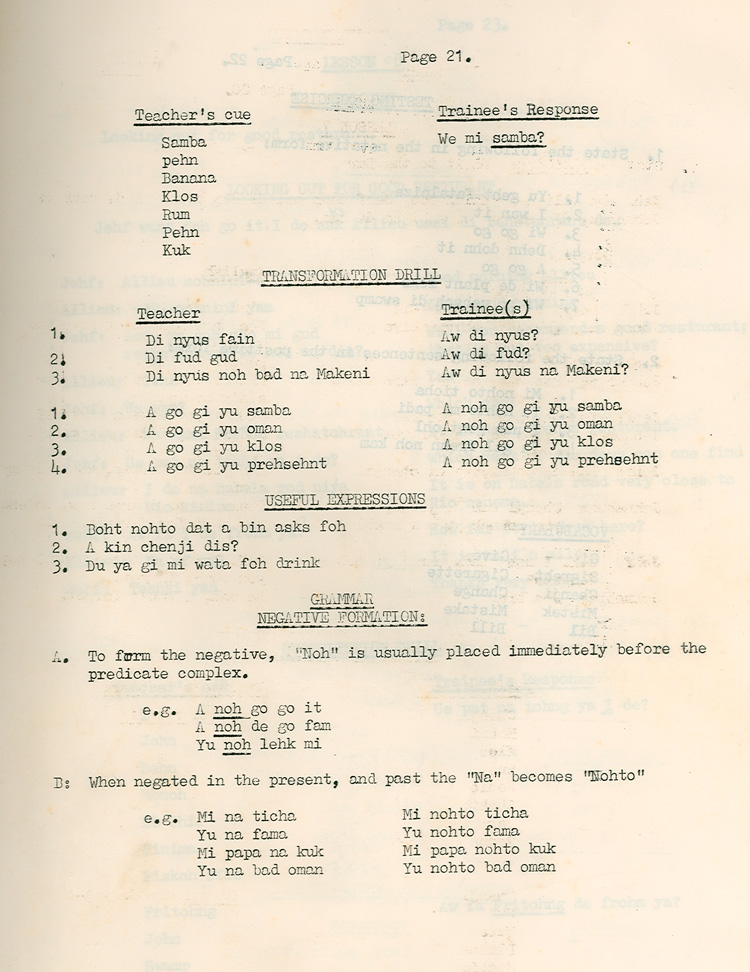 Page 21.
Teacher's cue Trainee's Response
Samba We mi samba?
pehn
Banana
Klos
Rum
Pehn
Kuk
TRANSFORMATION DRILL
Teacher Trainee(s)
1. Di nyus fain Aw di nyus?
2. Di fud gud Aw di fud?
3. Di nyus noh bad na Makeni Aw di nyus na Makeni?
1. A go gi yu samba A noh go gi yu samba
2. A go gi yu oman A noh go gi yu oman
3. A go gi yu klos A noh go gi yu klos
4. A go gi yu prehsehnt A noh go gi yu prehsehnt
USEFUL EXPRESSIONS
1. Boht nohto dat a bin asks foh
2. A kin chenji dis?
3. Du ya gi mi wata foh drink
GRAMMAR
NEGATIVE FORMATION:
A. To form the negative, "Noh" is usually placed immediately before the
predicate complex.
e.g. A noh go go it
A noh de go fam
Yu noh lehk mi
B: When negated in the present, and past the "Na" becomes "Nohto"
e.g. Mi na ticha Mi nohto ticha
Yu na fama Yu nohto fama
Mi papa na kuk Mi papa nohto kuk
Yu na bad oman Yu nohto bad oman